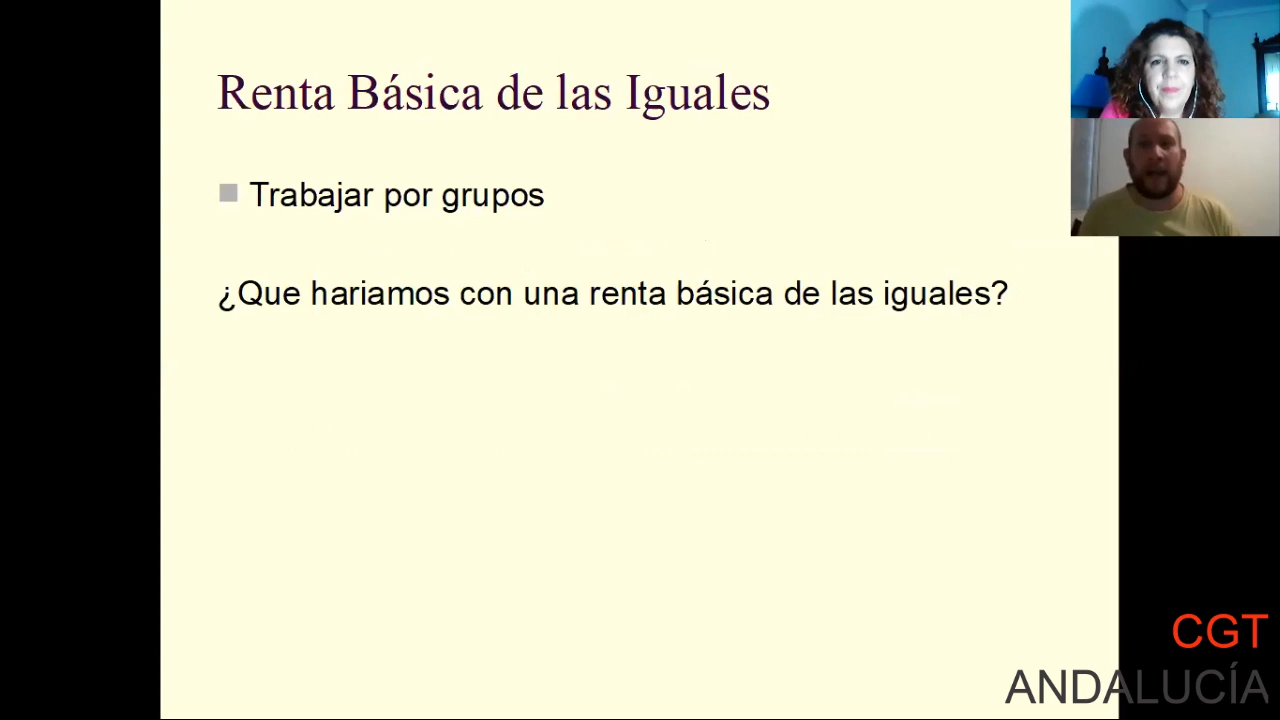 Renta Básica de las Iguales
Trabajar por grupos
¿Que hariamos con una renta básica de las iguales?
CGT
ANDALUCÍA